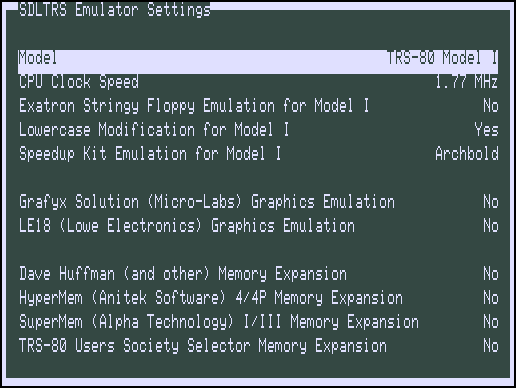 SDLTRS Emulator Settings
Model TRS-80 Model I
CPU Clock Speed 1.77 MHz
Exatron Stringy Floppy Emulation for Model I No
Lowercase Modification for Model I Yes
Speedup Kit Emulation for Model I Archbold
Grafyx Solution (Micro-Labs) Graphics Emulation No
LE18 (Lowe Electronics) Graphics Emulation No
Dave Huffman (and other) Memory Expansion No
HyperMem (Anitek Software) 4/4P Memory Expansion No
SuperMem (Alpha Technology) I/III Memory Expansion No
TRS-80 Users Society Selector Memory Expansion No